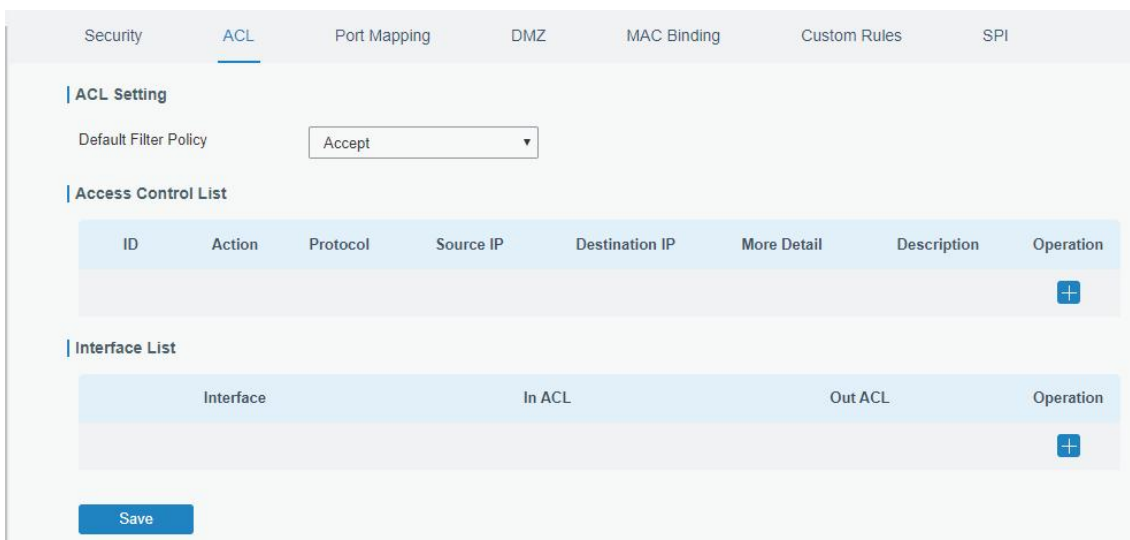 Security ACL Port Mapping DMZ MAC Binding Custom Rules SPI
ACL Setting
Default Filter Policy Accept
Access Control List
ID Action Protocol Source IP Destination IP More Detail Description Operation
Interface List
Interface In ACL Out ACL Operation
Save